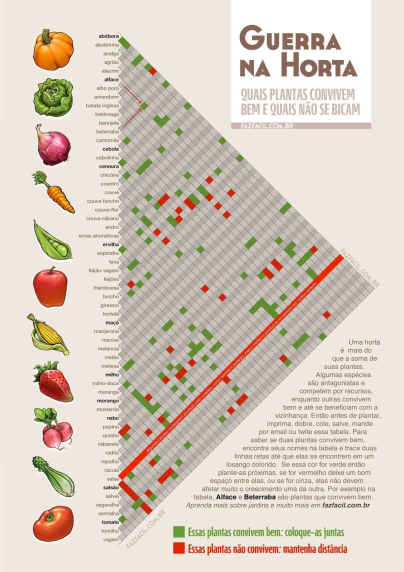 GUERRA
NA HORTA
QUAIS PLANTAS CONVIVEM
BEM E QUAIS NÃO SE BICAM
FAZFACIL.COM.BR
abóbora
abobrinha
acelga
agrião
alecrim
alface
alho poró
amendoim
batata inglesa
beldroega
berinjela
beterraba
camomila
cebola
cebolinha
cenoura
chicória
coentro
couve
couve-funcho
couve-flor
couve-rábano
endro
ervas aromáticas
ervilha
espinafre
fava
feijão-vagem
feijões
framboesa
funcho
girassol
hortelã
maçã
manjerona
maxixe
melancia
melão
melissa
milho
milho-doce
moranga
morango
mostarda
nabo
pepino
quiabo
rabanete
radite
repolho
rúcula
salsa
salsão
sálvia
segurelha
serralha
tomate
tomilho
vagem
FAZFACIL.COM.BR
FAZFACIL.COM.BR
Uma horta
é mais do
que a soma de
suas plantas.
Algumas espécies
são antagonistas e
competem por recursos,
enquanto outras convivem
bem e até se beneficiam com a
vizinhança. Então antes de plantar,
imprima, dobre, cole, salve, mande
por email ou twite essa tabela. Para
saber se duas plantas convivem bem,
encontre seus nomes na tabela e trace duas
linhas retas até que elas se encontrem em um
losango colorido. Se essa cor for verde então
plante-as próximas, se for vermelho deixe um bom
espaço entre elas, ou se for cinza, elas não devem
afetar muito o crescimento uma da outra. Por exemplo na
tabela, Alface e Beterraba são plantas que convivem bem.
Aprenda mais sobre jardins e muito mais em fazfacil.com.br
Essas plantas convivem bem: coloque-as juntas
Essas plantas não convivem: mantenha distância